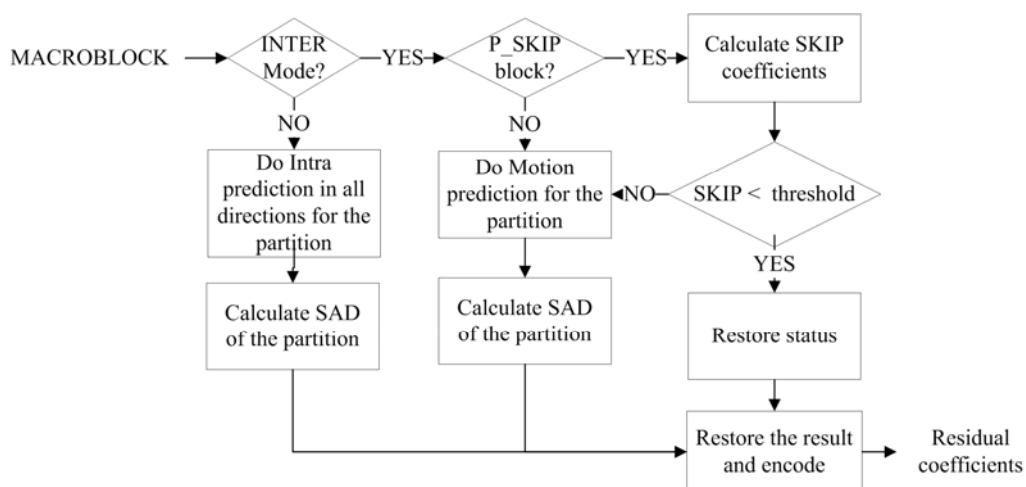 MACROBLOCK
INTER
Mode?
YES
P_SKIP
block?
YES
Calculate SKIP
coefficients
NO
NO
Do Intra
prediction in all
directions for the
partition
Do Motion
prediction for the
partition
NO
SKIP < threshold
YES
Calculate SAD
of the partition
Calculate SAD
of the partition
Restore status
Restore the result
and encode
Residual
coefficients